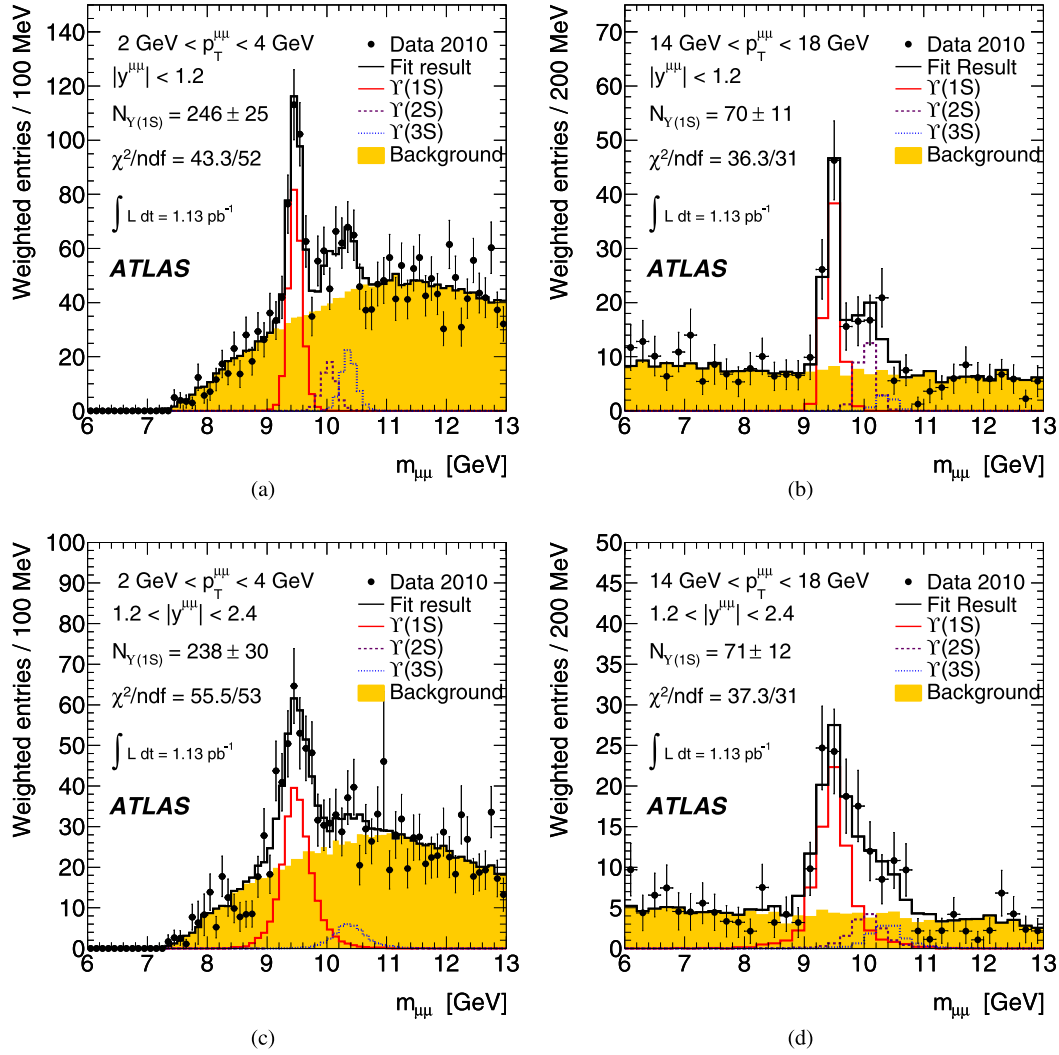 Weighted entries / 100 MeV
140
120
100
80
60
40
20
0
2 GeV < p_T^μμ < 4 GeV
|y^μμ| < 1.2
N_ϒ(1S) = 246 ± 25
χ²/ndf = 43.3/52
∫ L dt = 1.13 pb⁻¹
ATLAS
Data 2010
Fit result
ϒ(1S)
ϒ(2S)
ϒ(3S)
Background
6 7 8 9 10 11 12 13
m_μμ [GeV]
(a)
Weighted entries / 200 MeV
70
60
50
40
30
20
10
0
14 GeV < p_T^μμ < 18 GeV
|y^μμ| < 1.2
N_ϒ(1S) = 70 ± 11
χ²/ndf = 36.3/31
∫ L dt = 1.13 pb⁻¹
ATLAS
Data 2010
Fit Result
ϒ(1S)
ϒ(2S)
ϒ(3S)
Background
6 7 8 9 10 11 12 13
m_μμ [GeV]
(b)
Weighted entries / 100 MeV
100
90
80
70
60
50
40
30
20
10
0
2 GeV < p_T^μμ < 4 GeV
1.2 < |y^μμ| < 2.4
N_ϒ(1S) = 238 ± 30
χ²/ndf = 55.5/53
∫ L dt = 1.13 pb⁻¹
ATLAS
Data 2010
Fit result
ϒ(1S)
ϒ(2S)
ϒ(3S)
Background
6 7 8 9 10 11 12 13
m_μμ [GeV]
(c)
Weighted entries / 200 MeV
50
45
40
35
30
25
20
15
10
5
0
14 GeV < p_T^μμ < 18 GeV
1.2 < |y^μμ| < 2.4
N_ϒ(1S) = 71 ± 12
χ²/ndf = 37.3/31
∫ L dt = 1.13 pb⁻¹
ATLAS
Data 2010
Fit Result
ϒ(1S)
ϒ(2S)
ϒ(3S)
Background
6 7 8 9 10 11 12 13
m_μμ [GeV]
(d)